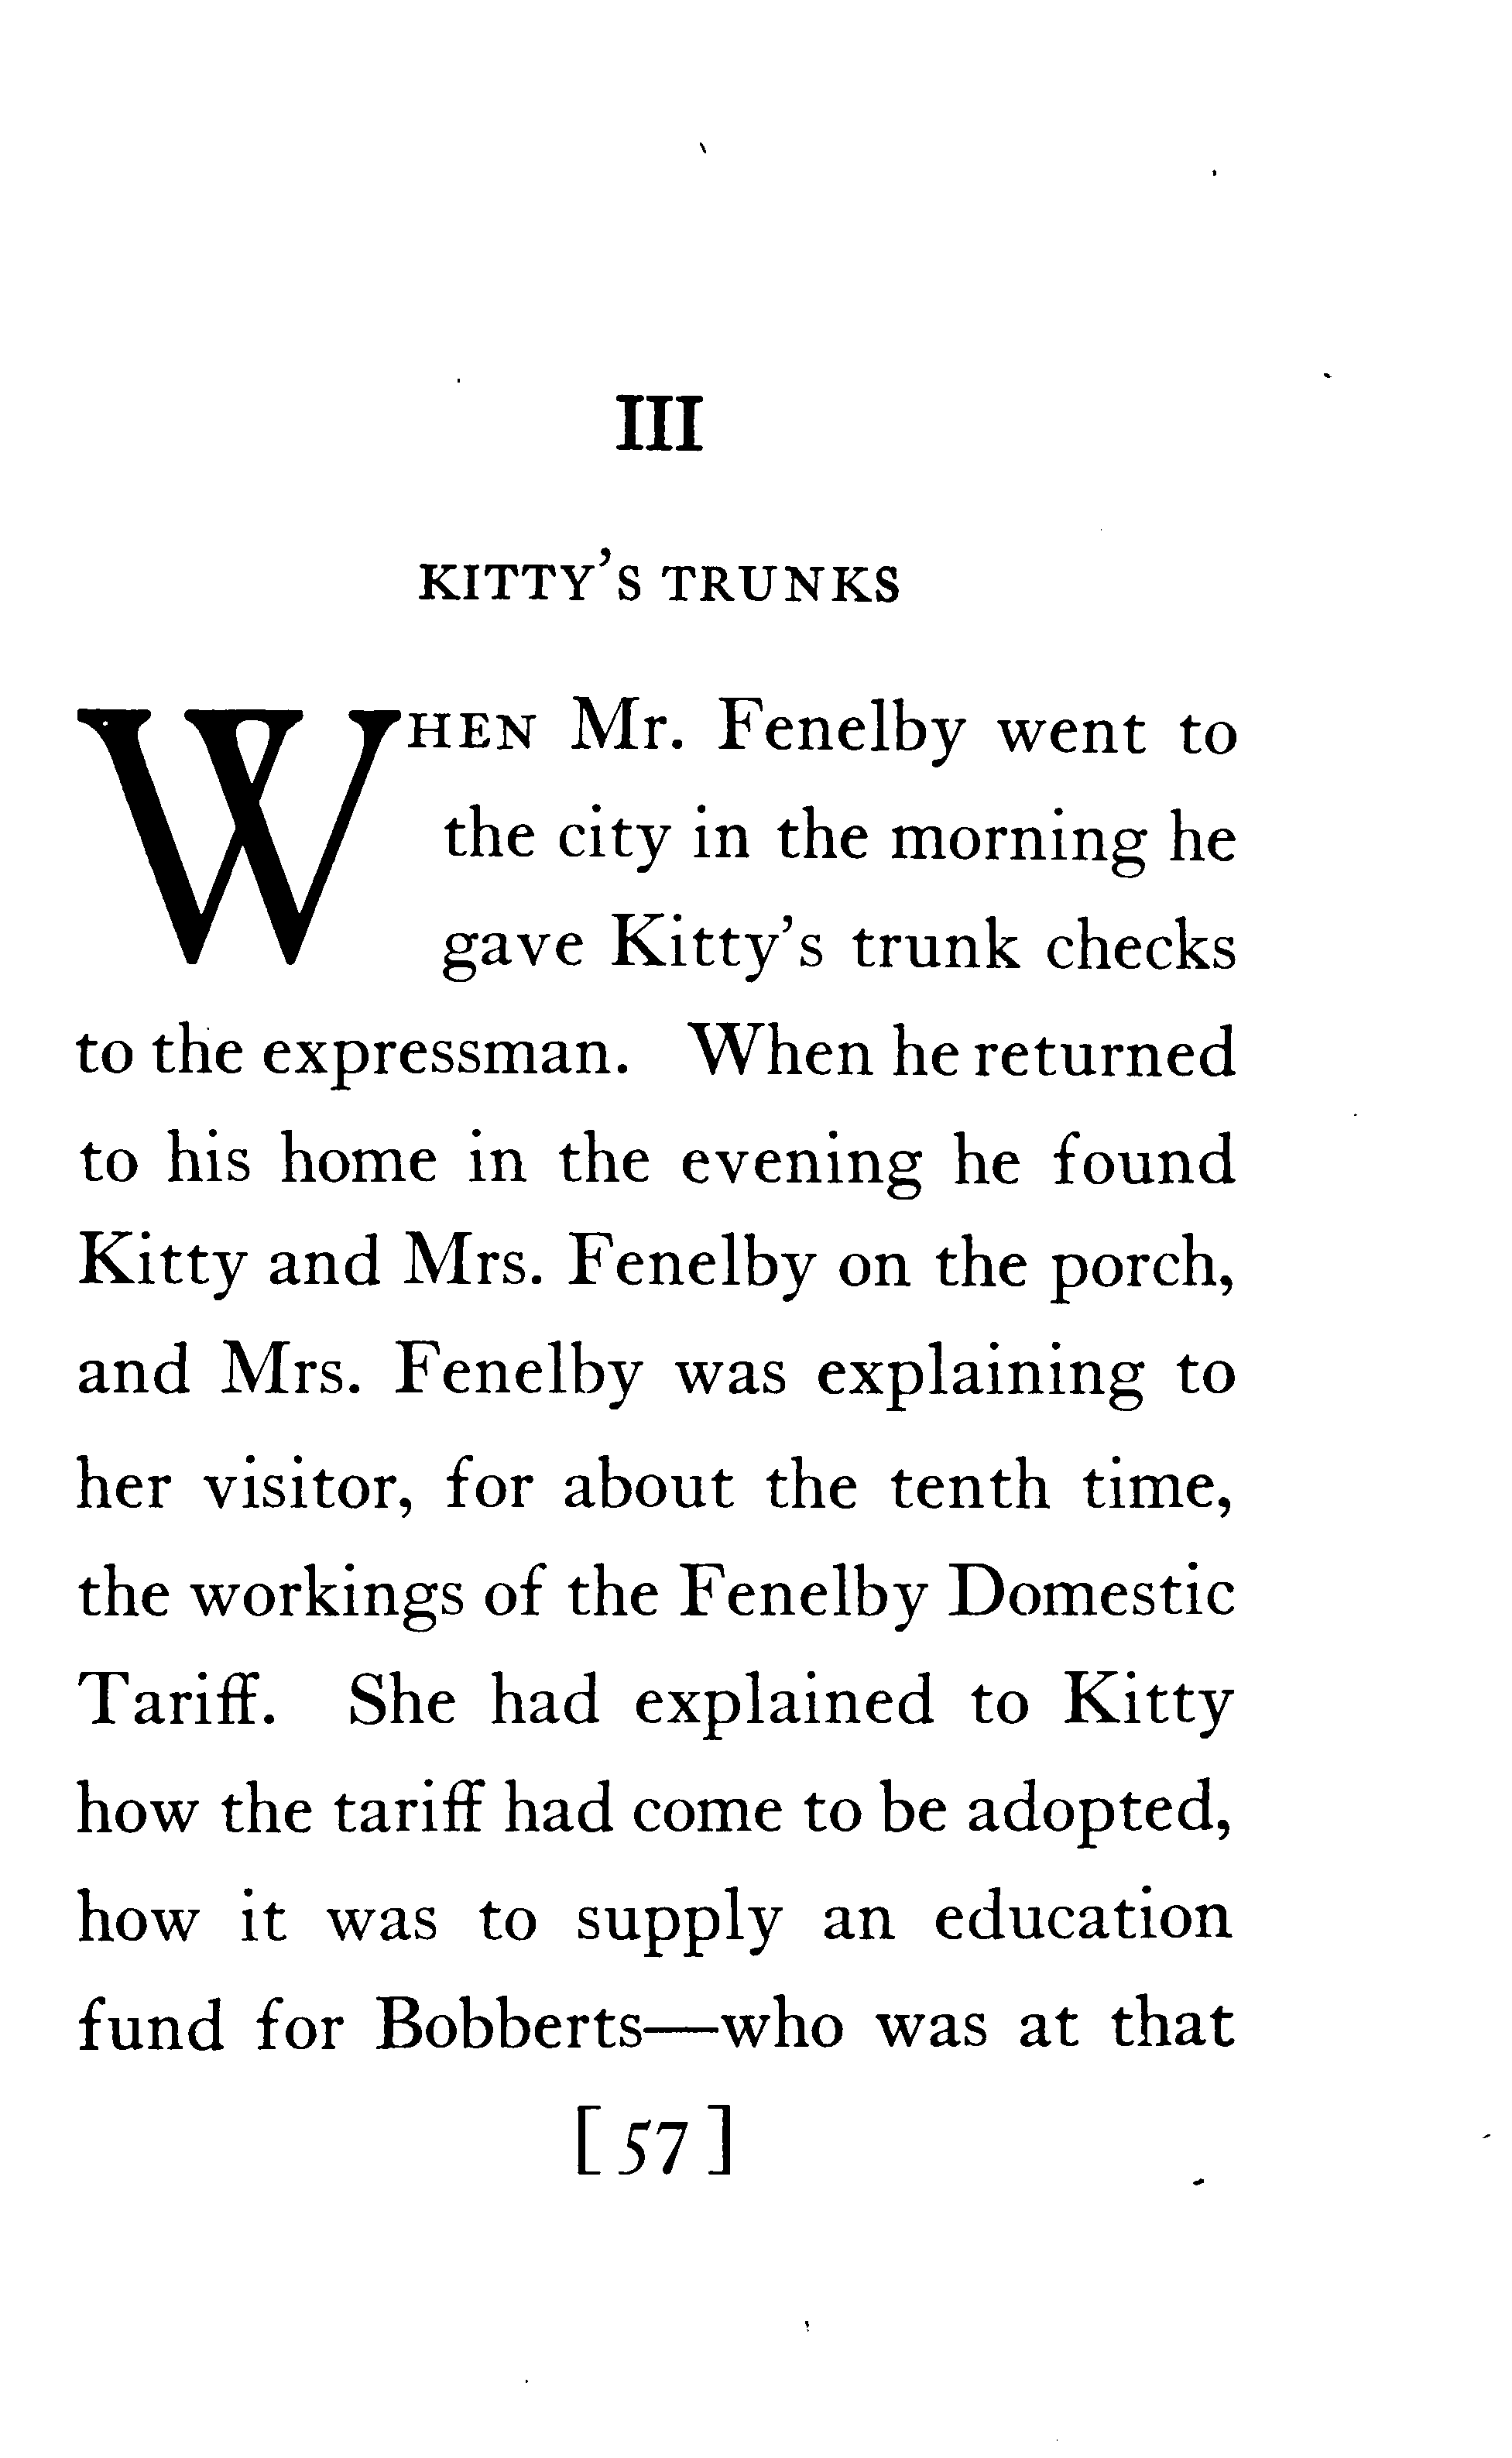 III
KITTY'S TRUNKS
WHEN Mr. Fenelby went to
the city in the morning he
gave Kitty's trunk checks
to the expressman. When he returned
to his home in the evening he found
Kitty and Mrs. Fenelby on the porch,
and Mrs. Fenelby was explaining to
her visitor, for about the tenth time,
the workings of the Fenelby Domestic
Tariff. She had explained to Kitty
how the tariff had come to be adopted,
how it was to supply an education
fund for Bobberts—who was at that
[57]